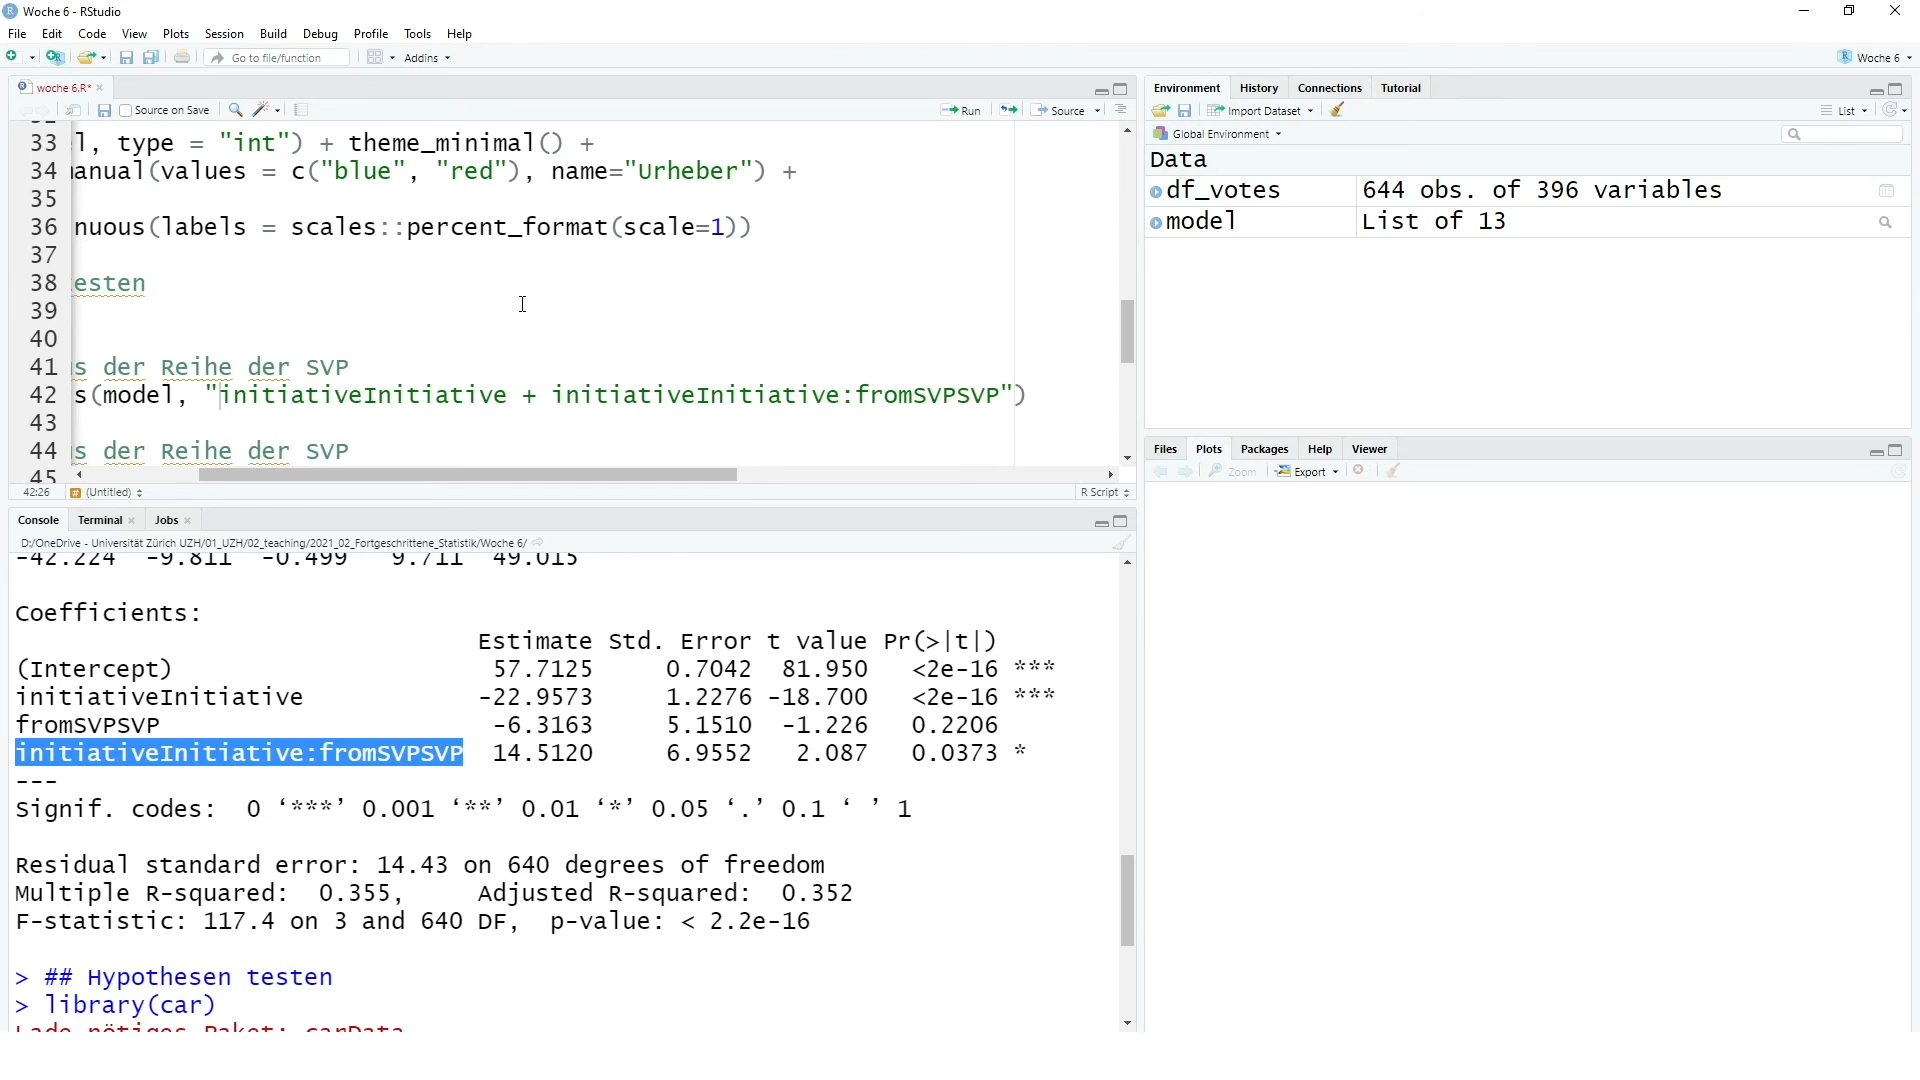 Woche 6 - RStudio
File Edit Code View Plots Session Build Debug Profile Tools Help
Go to file/function Addins Woche 6
woche 6.R*
Source on Save Run Source
33 l, type = "int") + theme_minimal() +
34 anual(values = c("blue", "red"), name="Urheber") +
35
36 nuous(labels = scales::percent_format(scale=1))
37
38 esten
39
40
41 s der Reihe der SVP
42 s(model, "initiativeInitiative + initiativeInitiative:fromSVPSVP")
43
44 s der Reihe der SVP
45
42:26 (Untitled) R Script
Console Terminal Jobs
D:/OneDrive - Universität Zürich UZH/01_UZH/02_teaching/2021_02_Fortgeschrittene_Statistik/Woche 6/
-42.224 -9.811 -0.499 9.711 49.015
Coefficients:
Estimate Std. Error t value Pr(>|t|)
(Intercept) 57.7125 0.7042 81.950 <2e-16 ***
initiativeInitiative -22.9573 1.2276 -18.700 <2e-16 ***
fromSVPSVP -6.3163 5.1510 -1.226 0.2206
initiativeInitiative:fromSVPSVP 14.5120 6.9552 2.087 0.0373 *
---
Signif. codes: 0 ‘***’ 0.001 ‘**’ 0.01 ‘*’ 0.05 ‘.’ 0.1 ‘ ’ 1
Residual standard error: 14.43 on 640 degrees of freedom
Multiple R-squared: 0.355, Adjusted R-squared: 0.352
F-statistic: 117.4 on 3 and 640 DF, p-value: < 2.2e-16
> ## Hypothesen testen
> library(car)
Lade nötiges Paket: carData
Environment History Connections Tutorial
Import Dataset List
Global Environment
Data
df_votes 644 obs. of 396 variables
model List of 13
Files Plots Packages Help Viewer
Zoom Export